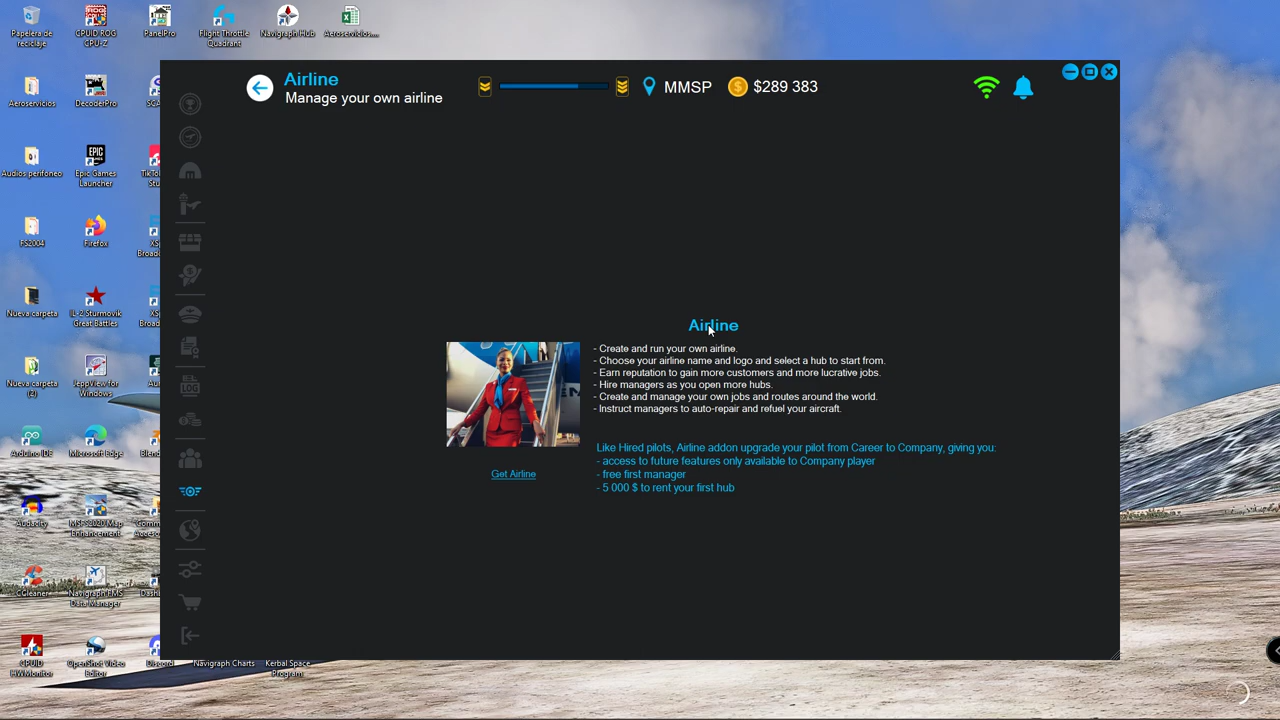 Papelera de
reciclaje
CPUID ROG
CPU-Z
PanelPro
Flight Throttle
Quadrant
Navigraph Hub
Aeroservicios....
Airline
Manage your own airline
MMSP
$289 383
Aeroservicios
DecoderPro
Audios perifoneo
Epic Games
Launcher
FS2004
Firefox
Nueva carpeta
IL-2 Sturmovik
Great Battles
Airline
- Create and run your own airline.
- Choose your airline name and logo and select a hub to start from.
- Earn reputation to gain more customers and more lucrative jobs.
- Hire managers as you open more hubs.
- Create and manage your own jobs and routes around the world.
- Instruct managers to auto-repair and refuel your aircraft.
Nueva carpeta
(2)
JeppView for
Windows
Like Hired pilots, Airline addon upgrade your pilot from Career to Company, giving you:
- access to future features only available to Company player
- free first manager
- 5 000 $ to rent your first hub
Get Airline
LOG
Arduino IDE
Microsoft Edge
Audacity
MSFS2020 Map
Enhancement
CCleaner
Navigraph FMS
Data Manager
CPUID
HWMonitor
OpenShot Video
Editor
Discord
Navigraph Charts
Kerbal Space
Program